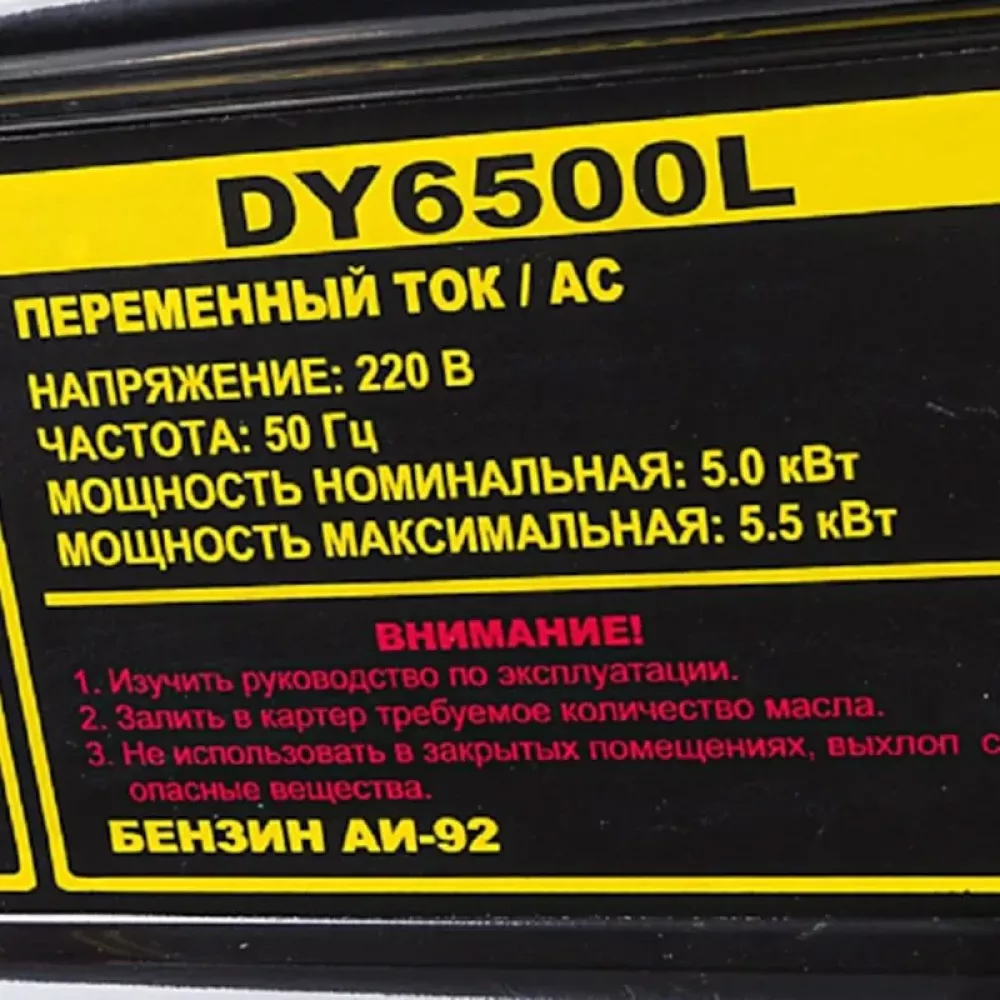 DY6500L
ПЕРЕМЕННЫЙ ТОК / AC
НАПРЯЖЕНИЕ: 220 В
ЧАСТОТА: 50 Гц
МОЩНОСТЬ НОМИНАЛЬНАЯ: 5.0 кВт
МОЩНОСТЬ МАКСИМАЛЬНАЯ: 5.5 кВт
ВНИМАНИЕ!
1. Изучить руководство по эксплуатации.
2. Залить в картер требуемое количество масла.
3. Не использовать в закрытых помещениях, выхлоп
опасные вещества.
БЕНЗИН АИ-92